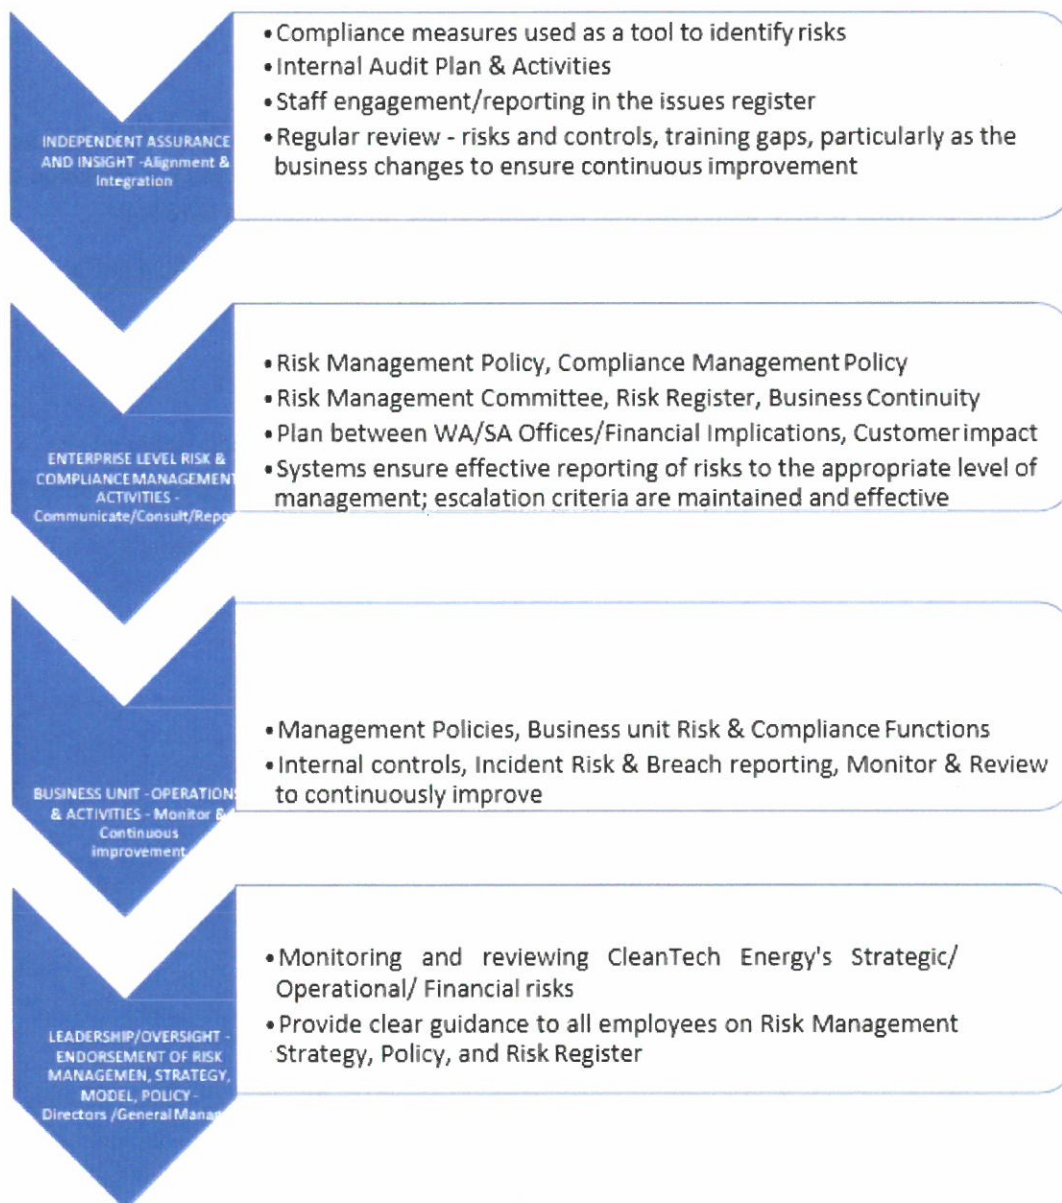 • Compliance measures used as a tool to identify risks
• Internal Audit Plan & Activities
• Staff engagement/reporting in the issues register
• Regular review - risks and controls, training gaps, particularly as the
business changes to ensure continuous improvement
INDEPENDENT ASSURANCE
AND INSIGHT -Alignment &
Integration
• Risk Management Policy, Compliance Management Policy
• Risk Management Committee, Risk Register, Business Continuity
• Plan between WA/SA Offices/Financial Implications, Customer impact
• Systems ensure effective reporting of risks to the appropriate level of
management; escalation criteria are maintained and effective
ENTERPRISE LEVEL RISK &
COMPLIANCE MANAGEMENT
ACTIVITIES -
Communicate/Consult/Repo
• Management Policies, Business unit Risk & Compliance Functions
• Internal controls, Incident Risk & Breach reporting, Monitor & Review
to continuously improve
BUSINESS UNIT - OPERATIONS
& ACTIVITIES - Monitor &
Continuous
improvement
• Monitoring and reviewing CleanTech Energy's Strategic/
Operational/ Financial risks
• Provide clear guidance to all employees on Risk Management
Strategy, Policy, and Risk Register
LEADERSHIP/OVERSIGHT -
ENDORSEMENT OF RISK
MANAGEMEN, STRATEGY,
MODEL, POLICY -
Directors /General Manag